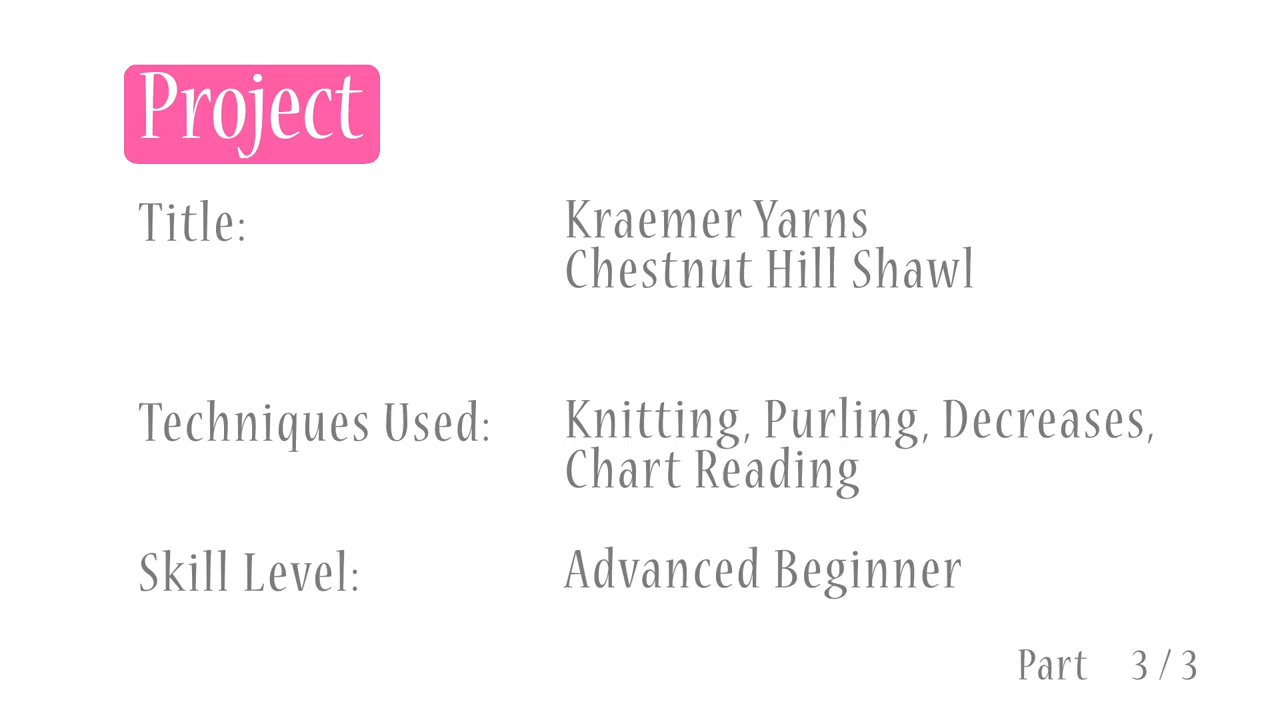 Project
Title: Kraemer Yarns
Chestnut Hill Shawl
Techniques Used: Knitting, Purling, Decreases,
Chart Reading
Skill Level: Advanced Beginner
Part 3 / 3